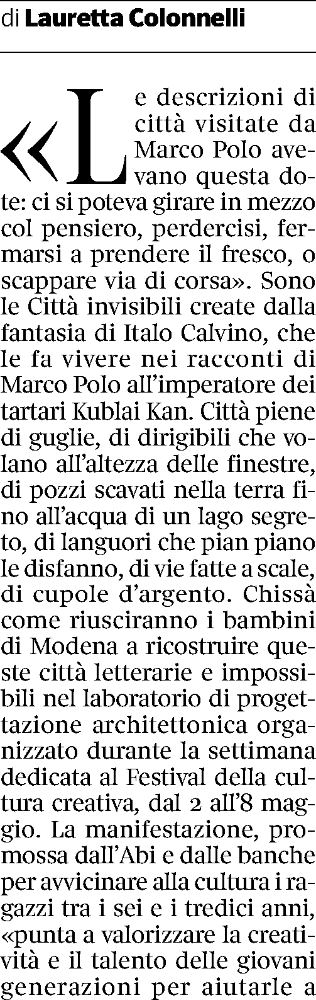 di Lauretta Colonnelli
«Le descrizioni di
città visitate da
Marco Polo ave-
vano questa do-
te: ci si poteva girare in mezzo
col pensiero, perdercisi, fer-
marsi a prendere il fresco, o
scappare via di corsa». Sono
le Città invisibili create dalla
fantasia di Italo Calvino, che
le fa vivere nei racconti di
Marco Polo all’imperatore dei
tartari Kublai Kan. Città piene
di guglie, di dirigibili che vo-
lano all’altezza delle finestre,
di pozzi scavati nella terra fi-
no all’acqua di un lago segre-
to, di languori che pian piano
le disfanno, di vie fatte a scale,
di cupole d’argento. Chissà
come riusciranno i bambini
di Modena a ricostruire que-
ste città letterarie e impossi-
bili nel laboratorio di proget-
tazione architettonica orga-
nizzato durante la settimana
dedicata al Festival della cul-
tura creativa, dal 2 all’8 mag-
gio. La manifestazione, pro-
mossa dall’Abi e dalle banche
per avvicinare alla cultura i ra-
gazzi tra i sei e i tredici anni,
«punta a valorizzare la creati-
vità e il talento delle giovani
generazioni per aiutarle a